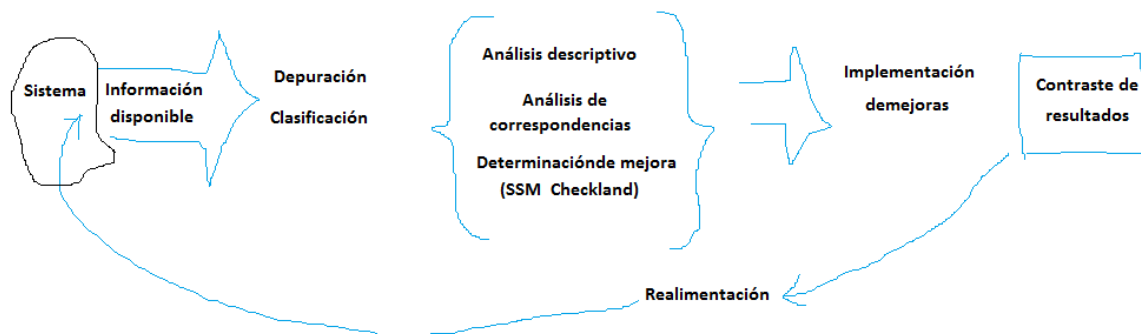 Sistema
Información
disponible
Depuración
Clasificación
Análisis descriptivo
Análisis de
correspondencias
Determinaciónde mejora
(SSM Checkland)
Implementación
demejoras
Contraste de
resultados
Realimentación